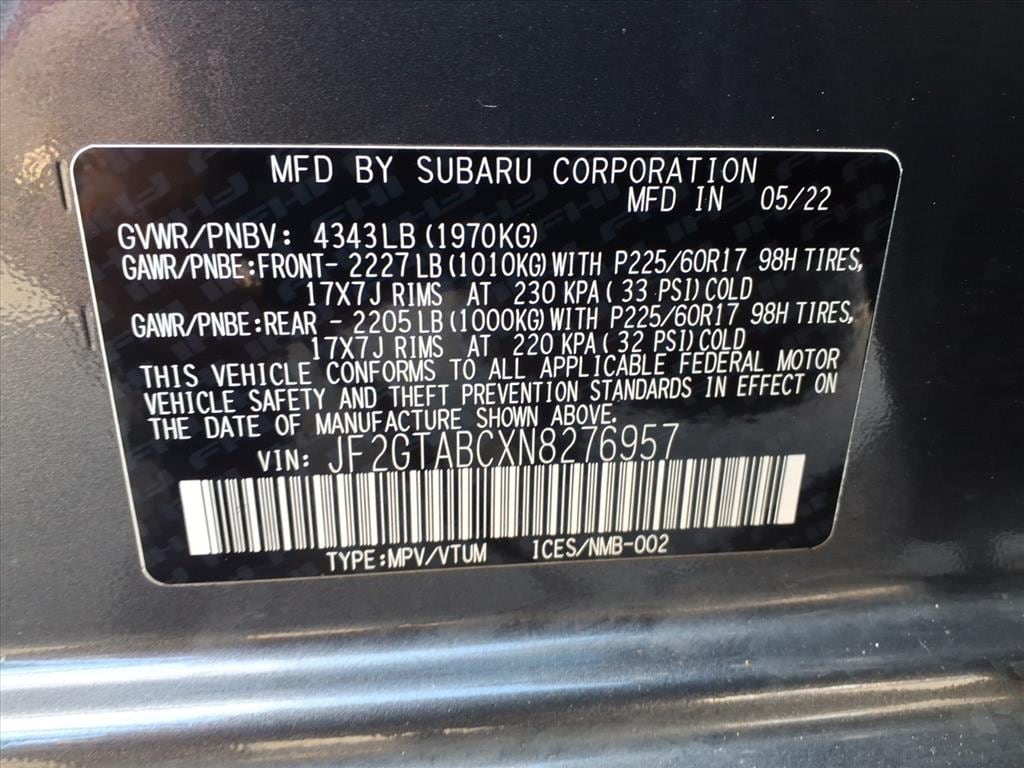 MFD BY SUBARU CORPORATION
MFD IN 05/22
GVWR/PNBV: 4343LB(1970KG)
GAWR/PNBE:FRONT- 2227LB(1010KG)WITH P225/60R17 98H TIRES,
17X7J RIMS AT 230 KPA(33 PSI)COLD
GAWR/PNBE:REAR - 2205LB(1000KG)WITH P225/60R17 98H TIRES,
17X7J RIMS AT 220 KPA(32 PSI)COLD
THIS VEHICLE CONFORMS TO ALL APPLICABLE FEDERAL MOTOR
VEHICLE SAFETY AND THEFT PREVENTION STANDARDS IN EFFECT ON
THE DATE OF MANUFACTURE SHOWN ABOVE.
VIN: JF2GTABCXN8276957
TYPE:MPV/VTUM ICES/NMB-002